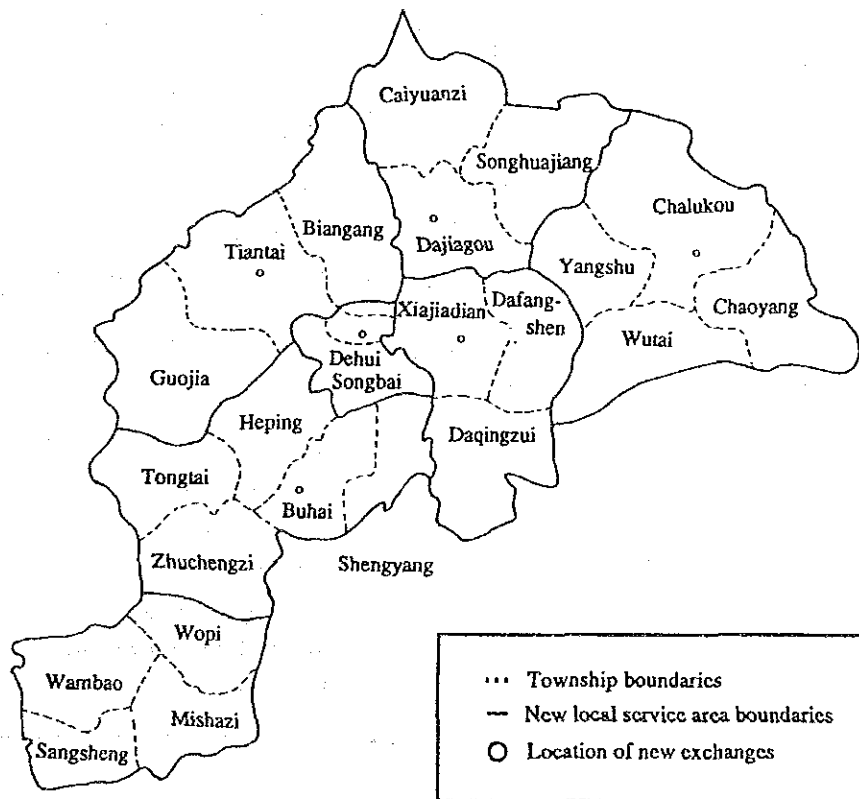 Caiyuanzi
Songhuajiang
Chalukou
Biangang
Dajiagou
Tiantai
Yangshu
Xiajiadian
Dafang-
shen
Chaoyang
Wutai
Dehui
Songbai
Guojia
Heping
Daqingzui
Tongtai
Buhai
Zhuchengzi
Shengyang
Wopi
Wambao
Mishazi
Sangsheng
Township boundaries
New local service area boundaries
Location of new exchanges